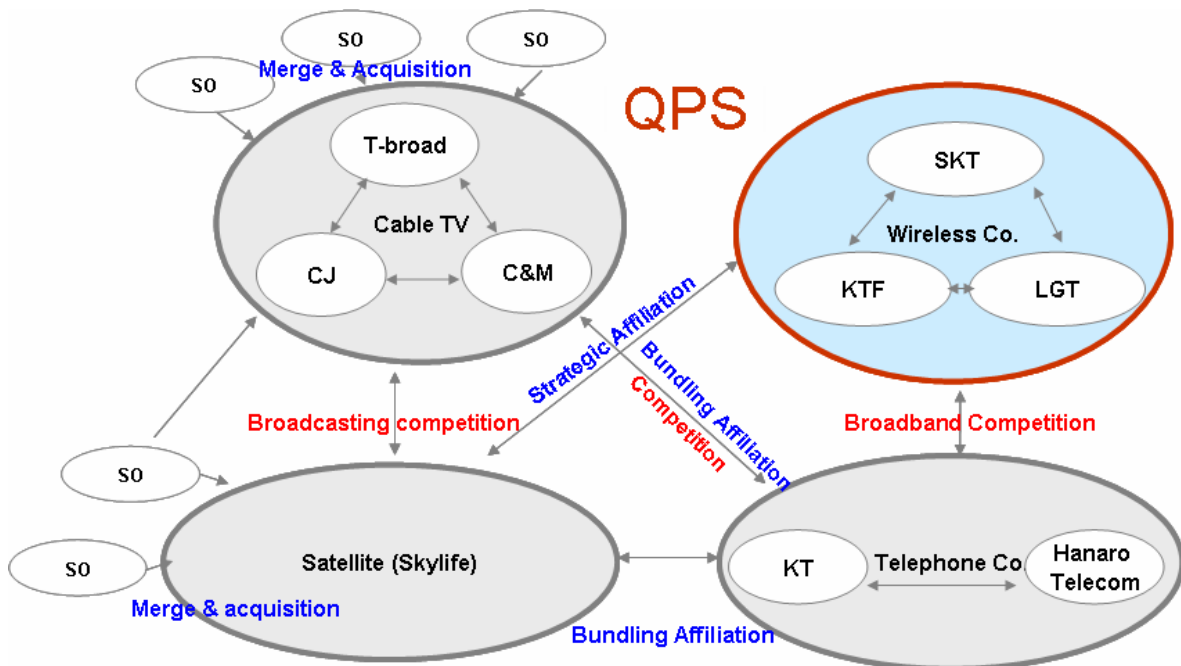 SO
SO
SO
Merge & Acquisition
QPS
T-broad
Cable TV
CJ
C&M
SKT
Wireless Co.
KTF
LGT
Strategic Affiliation
Bundling Affiliation
Competition
Broadcasting competition
Broadband Competition
SO
SO
Satellite (Skylife)
Merge & acquisition
KT
Telephone Co.
Hanaro
Telecom
Bundling Affiliation